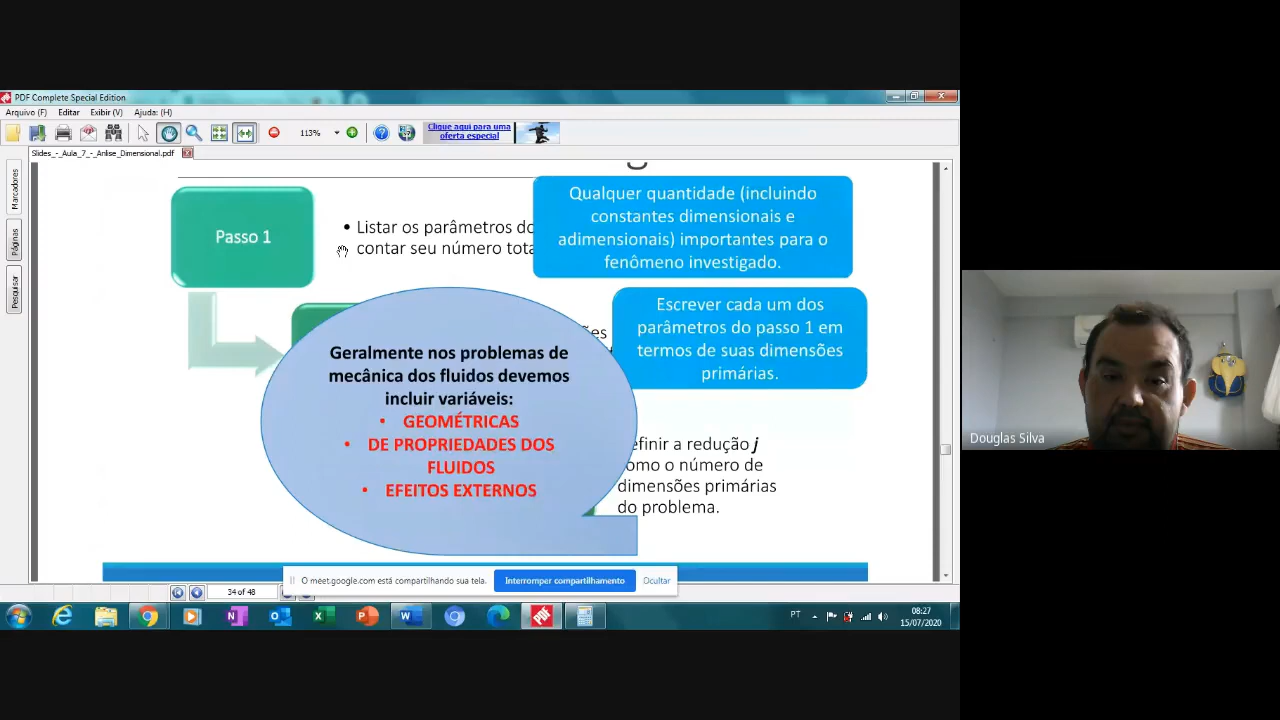 PDF Complete Special Edition
Arquivo (F) Editar Exibir (V) Ajuda: (H)
113%
Clique aqui para uma
oferta especial
Slides_-_Aula_7_-_Anlise_Dimensional.pdf
Marcadores
Páginas
Pesquisar
Passo 1
• Listar os parâmetros do
contar seu número tota
Qualquer quantidade (incluindo
constantes dimensionais e
adimensionais) importantes para o
fenômeno investigado.
Escrever cada um dos
parâmetros do passo 1 em
termos de suas dimensões
primárias.
Geralmente nos problemas de
mecânica dos fluidos devemos
incluir variáveis:
• GEOMÉTRICAS
• DE PROPRIEDADES DOS
FLUIDOS
• EFEITOS EXTERNOS
efinir a redução j
omo o número de
dimensões primárias
do problema.
O meet.google.com está compartilhando sua tela.
Interromper compartilhamento
Ocultar
34 of 48
PT
08:27
15/07/2020
Douglas Silva